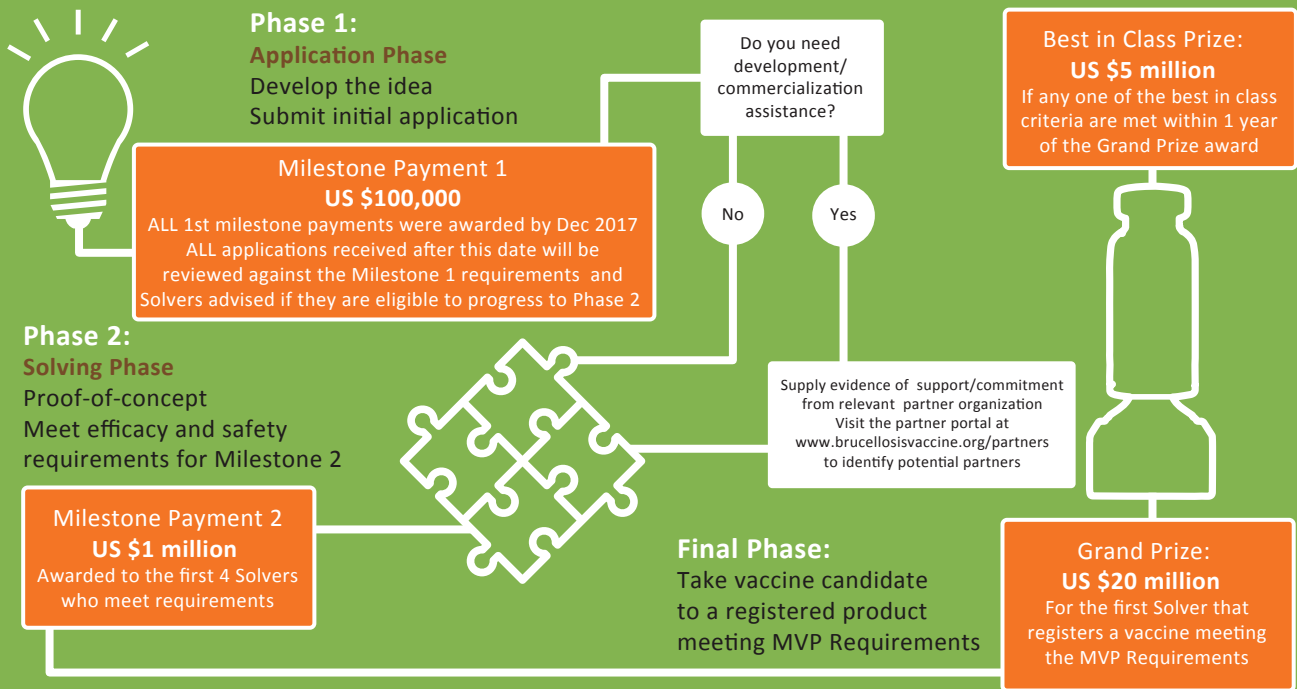 Phase 1:
Application Phase
Develop the idea
Submit initial application
Milestone Payment 1
US $100,000
ALL 1st milestone payments were awarded by Dec 2017
ALL applications received after this date will be
reviewed against the Milestone 1 requirements and
Solvers advised if they are eligible to progress to Phase 2
Do you need
development/
commercialization
assistance?
No
Yes
Supply evidence of support/commitment
from relevant partner organization
Visit the partner portal at
www.brucellosisvaccine.org/partners
to identify potential partners
Phase 2:
Solving Phase
Proof-of-concept
Meet efficacy and safety
requirements for Milestone 2
Milestone Payment 2
US $1 million
Awarded to the first 4 Solvers
who meet requirements
Final Phase:
Take vaccine candidate
to a registered product
meeting MVP Requirements
Grand Prize:
US $20 million
For the first Solver that
registers a vaccine meeting
the MVP Requirements
Best in Class Prize:
US $5 million
If any one of the best in class
criteria are met within 1 year
of the Grand Prize award